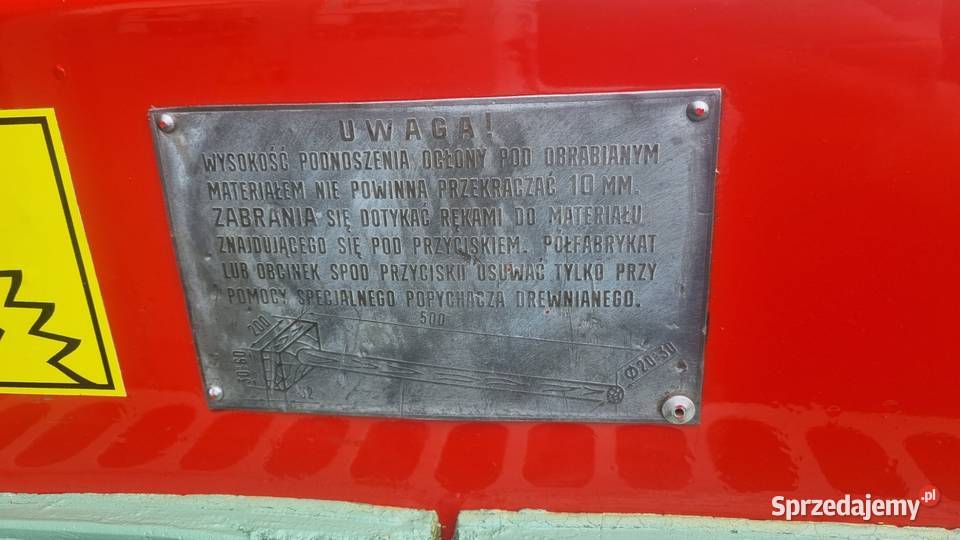 UWAGA!
WYSOKOŚĆ PODNOSZENIA OGŁONY POD OBRABIANYM
MATERIAŁEM NIE POWINNA PRZEKRACZAĆ 10 MM.
ZABRANIA SIĘ DOTYKAĆ RĘKAMI DO MATERIAŁU
ZNAJDUJĄCEGO SIĘ POD PRZYCISKIEM. PÓŁFABRYKAT
LUB OBCINEK SPOD PRZYCISKU USUWAĆ TYLKO PRZY
POMOCY SPECJALNEGO POPYCHACZA DREWNIANEGO.
500
200
Φ20÷30
Sprzedajemy.pl